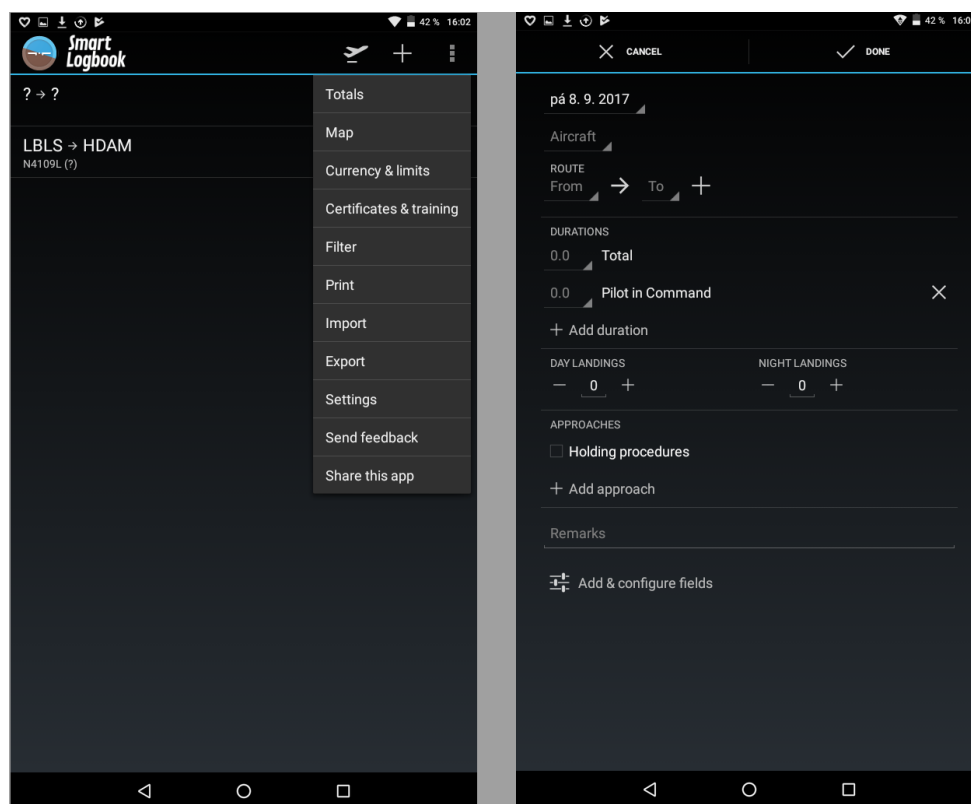 42 % 16:02
Smart
Logbook
? → ?
LBLS → HDAM
N4109L (?)
Totals
Map
Currency & limits
Certificates & training
Filter
Print
Import
Export
Settings
Send feedback
Share this app
42 % 16:0
CANCEL
DONE
pá 8. 9. 2017
Aircraft
ROUTE
From → To
DURATIONS
0.0 Total
0.0 Pilot in Command
+ Add duration
DAY LANDINGS NIGHT LANDINGS
− 0 + − 0 +
APPROACHES
Holding procedures
+ Add approach
Remarks
Add & configure fields